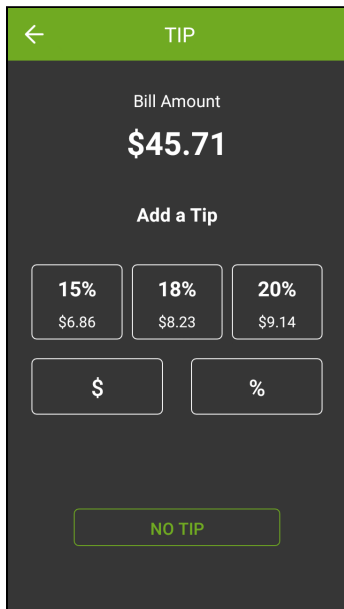 TIP
Bill Amount
$45.71
Add a Tip
15% 18% 20%
$6.86 $8.23 $9.14
$ %
NO TIP